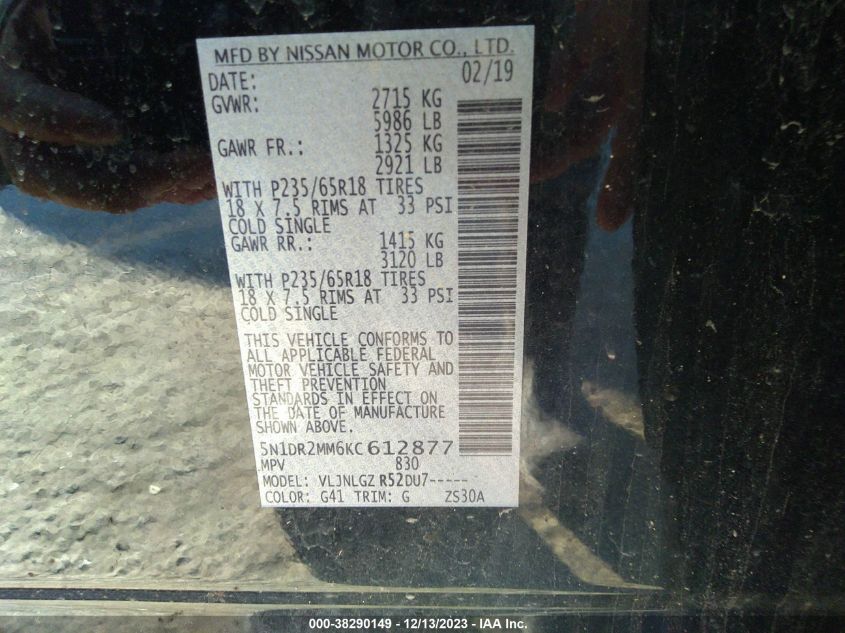 MFD BY NISSAN MOTOR CO., LTD.
DATE: 02/19
GVWR: 2715 KG
5986 LB
GAWR FR.: 1325 KG
2921 LB
WITH P235/65R18 TIRES
18 X 7.5 RIMS AT 33 PSI
COLD SINGLE
GAWR RR.: 1415 KG
3120 LB
WITH P235/65R18 TIRES
18 X 7.5 RIMS AT 33 PSI
COLD SINGLE
THIS VEHICLE CONFORMS TO
ALL APPLICABLE FEDERAL
MOTOR VEHICLE SAFETY AND
THEFT PREVENTION
STANDARDS IN EFFECT ON
THE DATE OF MANUFACTURE
SHOWN ABOVE.
5N1DR2MM6KC612877
MPV 830
MODEL: VLJNLGZ R52DU7-----
COLOR: G41 TRIM: G ZS30A
000-38290149 - 12/13/2023 - IAA Inc.